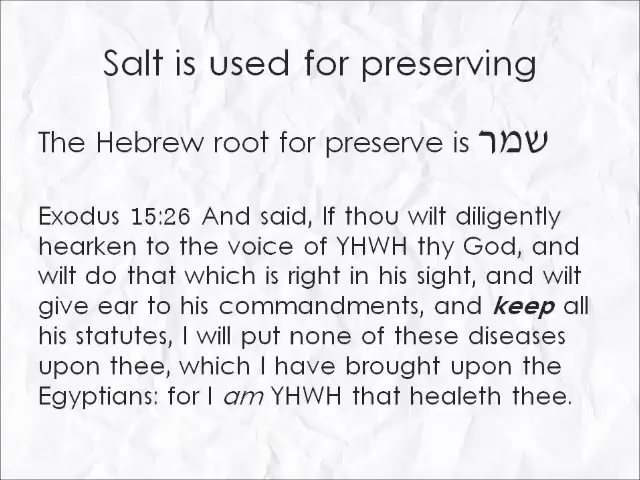 Salt is used for preserving
The Hebrew root for preserve is שמר
Exodus 15:26 And said, If thou wilt diligently
hearken to the voice of YHWH thy God, and
wilt do that which is right in his sight, and wilt
give ear to his commandments, and keep all
his statutes, I will put none of these diseases
upon thee, which I have brought upon the
Egyptians: for I am YHWH that healeth thee.